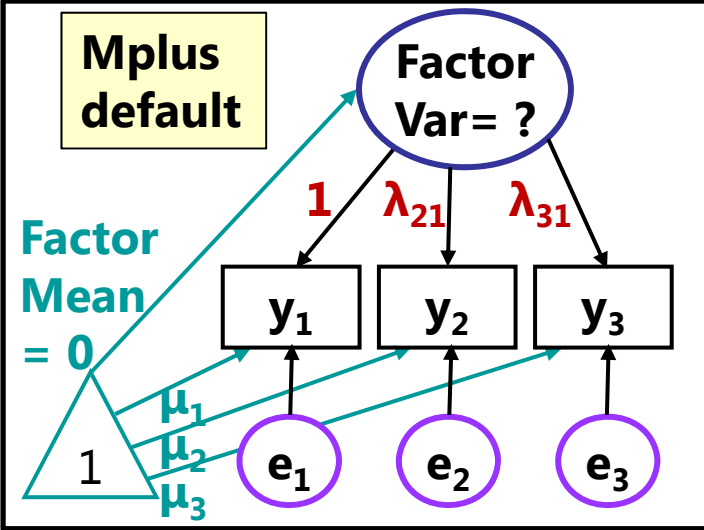 Mplus
default
Factor
Var= ?
1
λ21
λ31
Factor
Mean
= 0
y1
y2
y3
μ1
μ2
μ3
1
e1
e2
e3